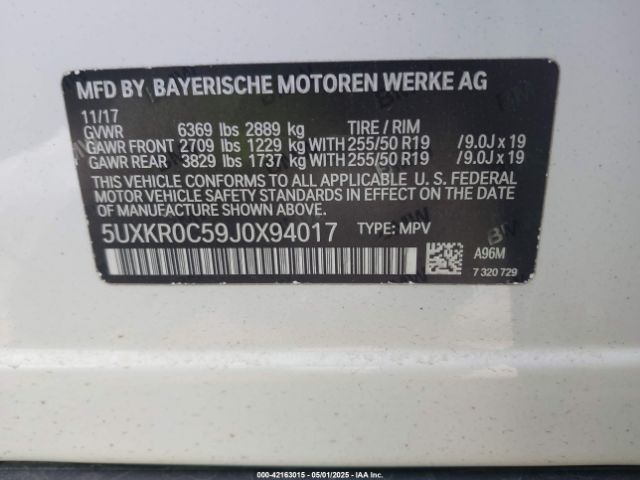 MFD BY BAYERISCHE MOTOREN WERKE AG
11/17
GVWR 6369 lbs 2889 kg TIRE / RIM
GAWR FRONT 2709 lbs 1229 kg WITH 255/50 R19 /9.0J x 19
GAWR REAR 3829 lbs 1737 kg WITH 255/50 R19 /9.0J x 19
THIS VEHICLE CONFORMS TO ALL APPLICABLE U. S. FEDERAL
MOTOR VEHICLE SAFETY STANDARDS IN EFFECT ON THE
DATE OF MANUFACTURE SHOWN ABOVE.
5UXKR0C59J0X94017 TYPE: MPV
A96M
7 320 729
000-42163015 - 05/01/2025 - IAA Inc.